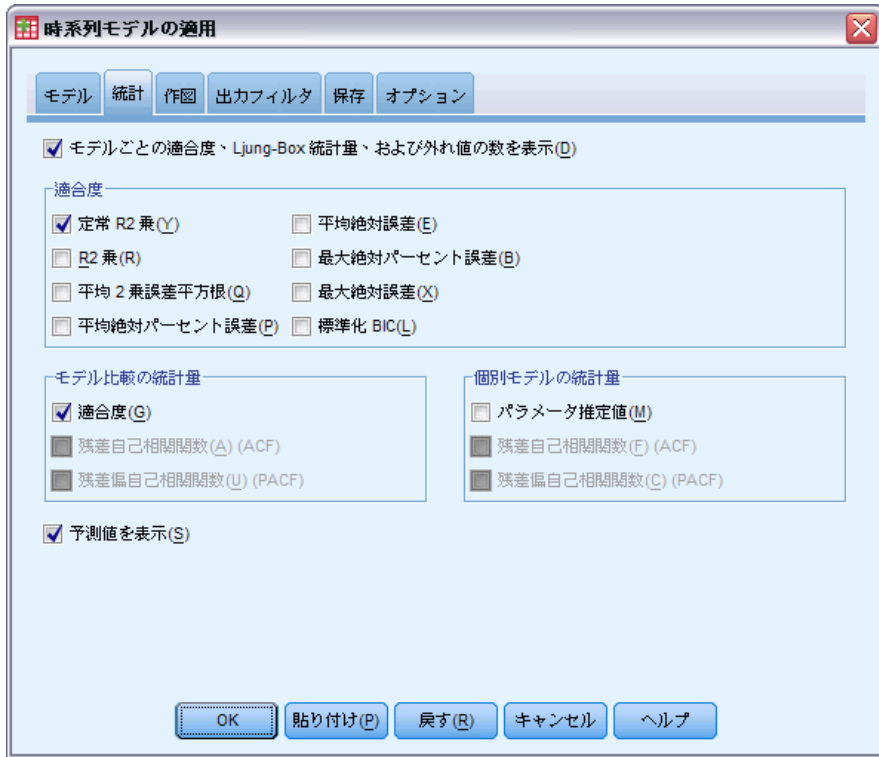 時系列モデルの適用
モデル 統計 作図 出力フィルタ 保存 オプション
モデルごとの適合度、Ljung-Box 統計量、および外れ値の数を表示(D)
適合度
定常 R2 乗(Y) 平均絶対誤差(E)
R2 乗(R) 最大絶対パーセント誤差(B)
平均 2 乗誤差平方根(Q) 最大絶対誤差(X)
平均絶対パーセント誤差(P) 標準化 BIC(L)
モデル比較の統計量 個別モデルの統計量
適合度(G) パラメータ推定値(M)
残差自己相関関数(A) (ACF) 残差自己相関関数(F) (ACF)
残差偏自己相関関数(U) (PACF) 残差偏自己相関関数(C) (PACF)
予測値を表示(S)
OK 貼り付け(P) 戻す(R) キャンセル ヘルプ